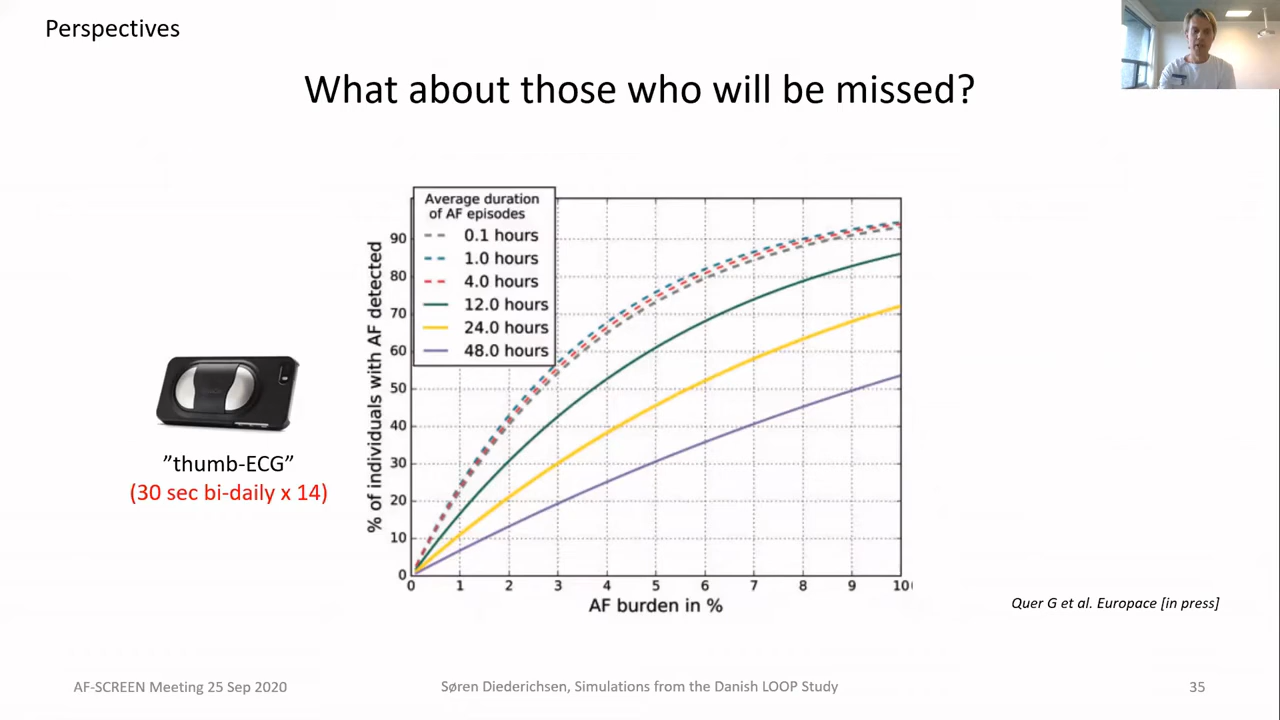 Perspectives
What about those who will be missed?
Average duration
of AF episodes
0.1 hours
1.0 hours
4.0 hours
12.0 hours
24.0 hours
48.0 hours
% of individuals with AF detected
90
80
70
60
50
40
30
20
10
0
0 1 2 3 4 5 6 7 8 9 10
AF burden in %
”thumb-ECG”
(30 sec bi-daily x 14)
Quer G et al. Europace [in press]
AF-SCREEN Meeting 25 Sep 2020
Søren Diederichsen, Simulations from the Danish LOOP Study
35